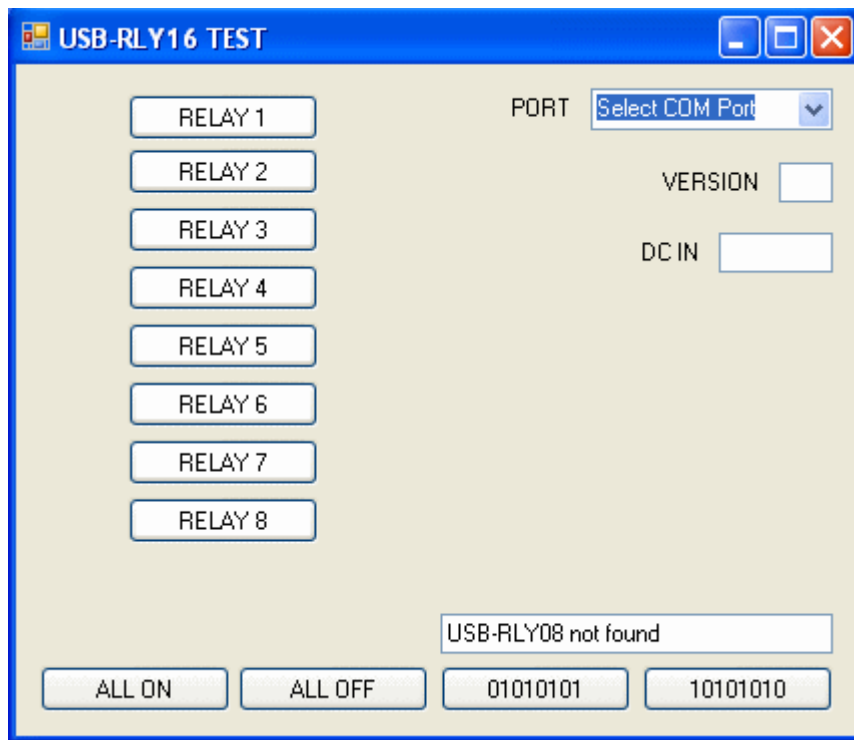 USB-RLY16 TEST
RELAY 1
PORT
Select COM Port
RELAY 2
VERSION
RELAY 3
DC IN
RELAY 4
RELAY 5
RELAY 6
RELAY 7
RELAY 8
USB-RLY08 not found
ALL ON
ALL OFF
01010101
10101010